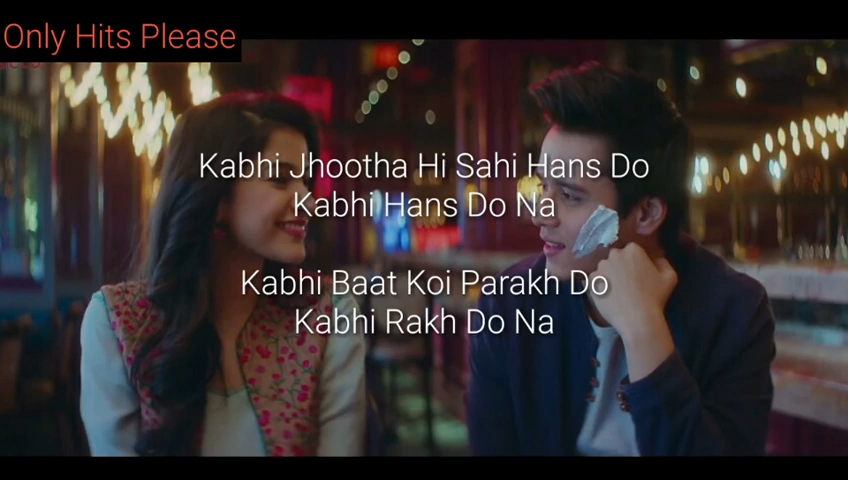 Only Hits Please
Kabhi Jhootha Hi Sahi Hans Do
Kabhi Hans Do Na
Kabhi Baat Koi Parakh Do
Kabhi Rakh Do Na